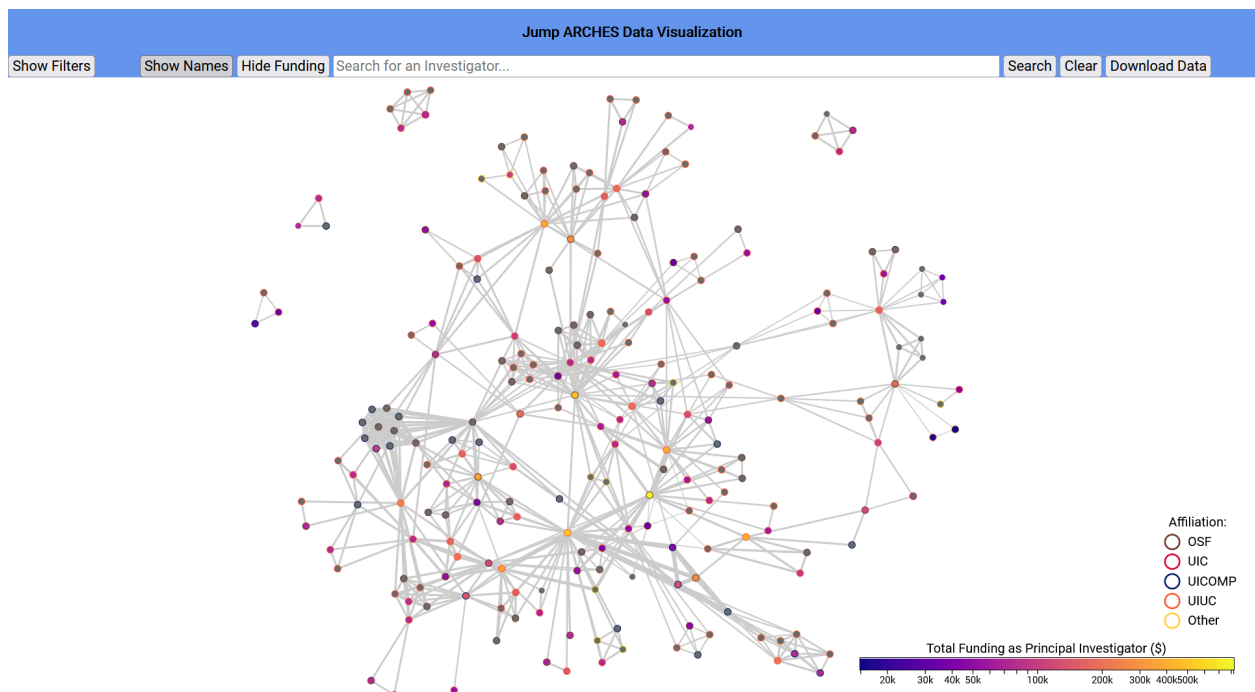 Jump ARCHES Data Visualization
Show Filters Show Names Hide Funding Search for an Investigator... Search Clear Download Data
Affiliation:
OSF
UIC
UICOMP
UIUC
Other
Total Funding as Principal Investigator ($)
20k 30k 40k 50k 100k 200k 300k 400k 500k